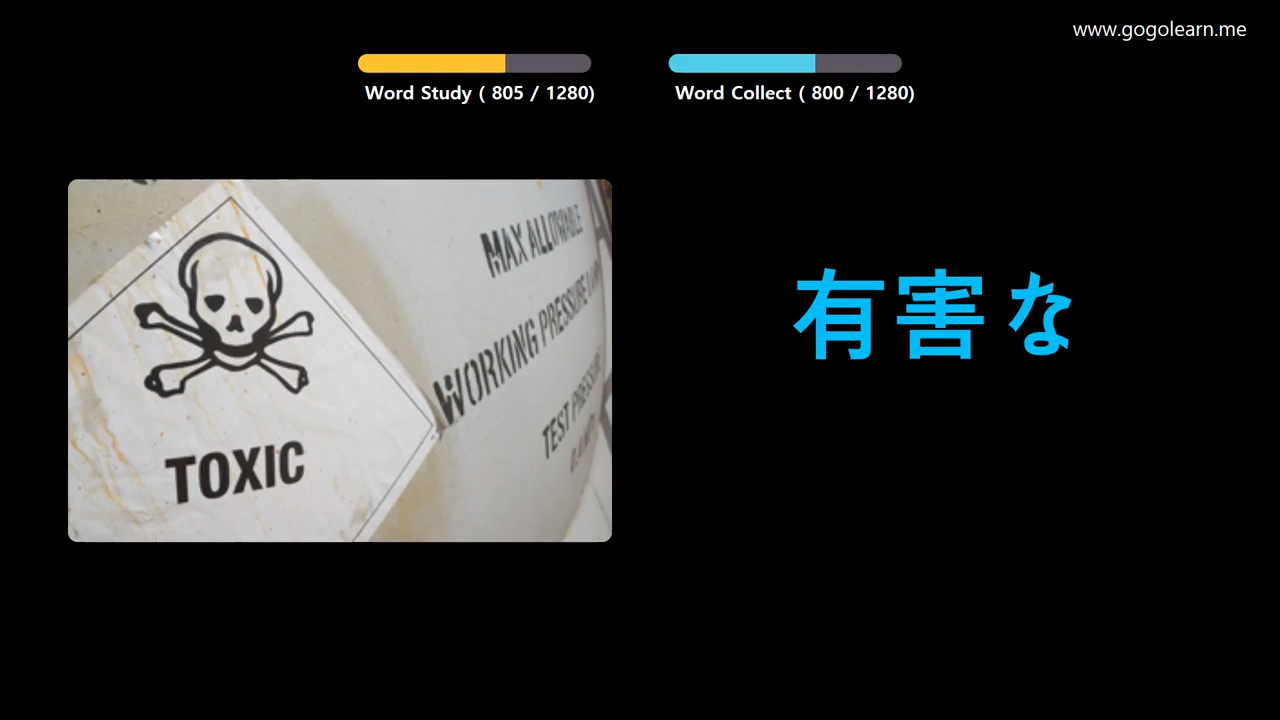 www.gogolearn.me
Word Study ( 805 / 1280)
Word Collect ( 800 / 1280)
有害な
MAX ALLOWABLE
WORKING PRESSURE
TEST PRESSURE
TOXIC